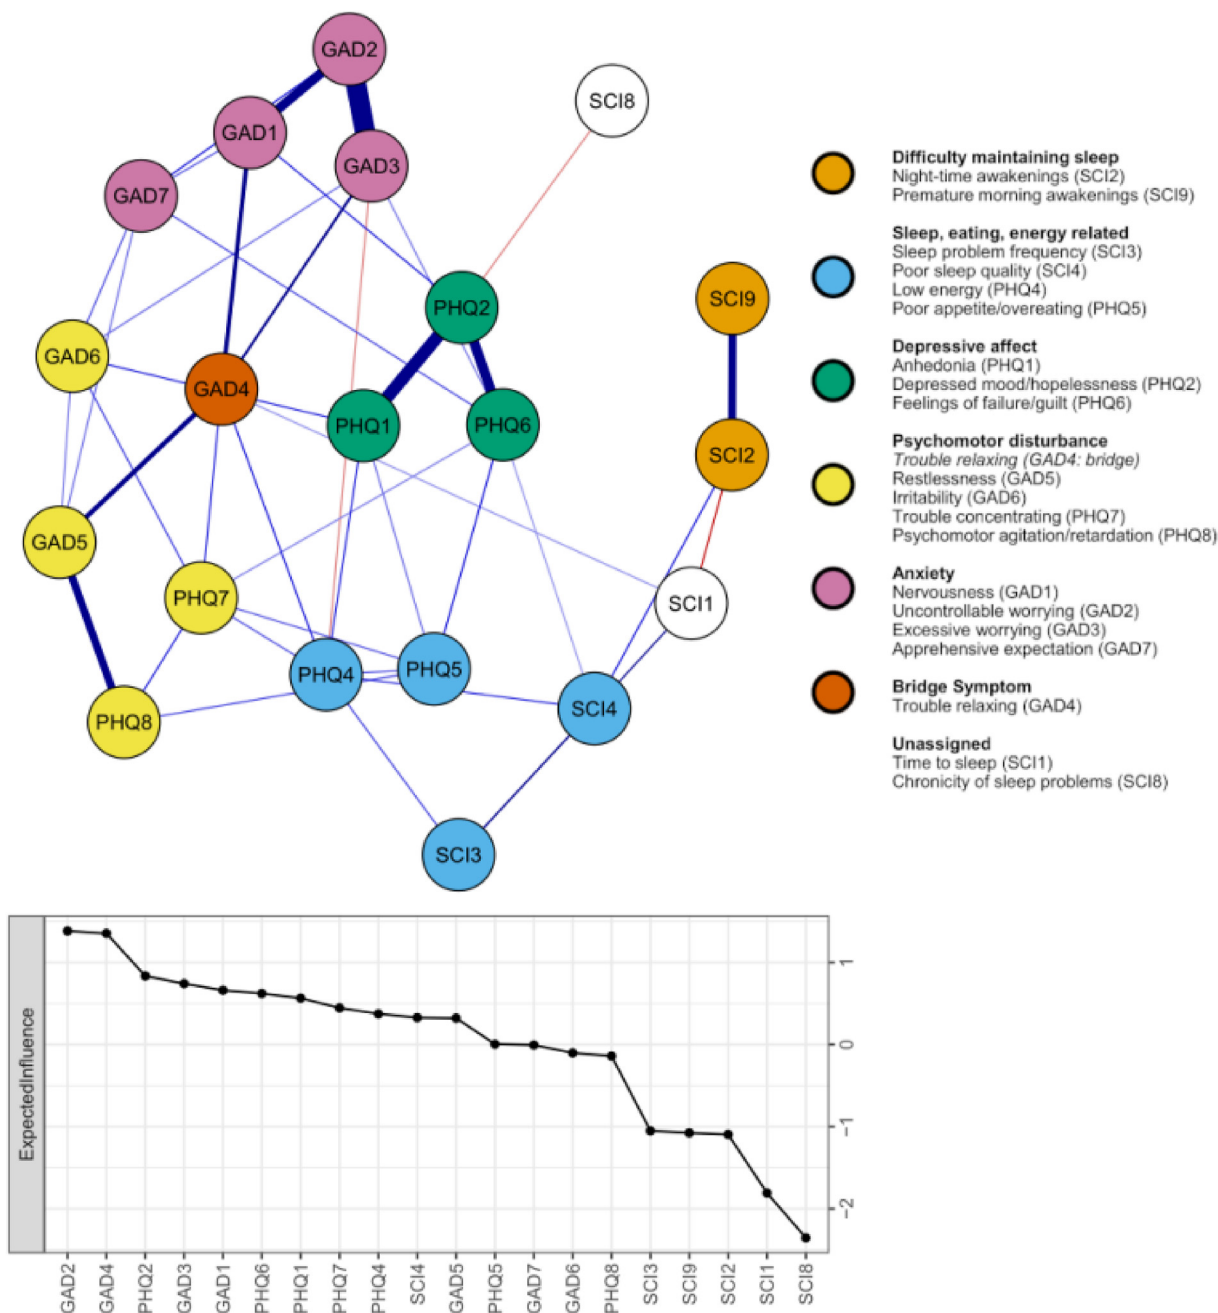 GAD2
SCI8
GAD1
GAD3
GAD7
PHQ2
SCI9
GAD6
GAD4
PHQ1
PHQ6
SCI2
GAD5
PHQ7
SCI1
PHQ4
PHQ5
SCI4
PHQ8
SCI3
Difficulty maintaining sleep
Night-time awakenings (SCI2)
Premature morning awakenings (SCI9)
Sleep, eating, energy related
Sleep problem frequency (SCI3)
Poor sleep quality (SCI4)
Low energy (PHQ4)
Poor appetite/overeating (PHQ5)
Depressive affect
Anhedonia (PHQ1)
Depressed mood/hopelessness (PHQ2)
Feelings of failure/guilt (PHQ6)
Psychomotor disturbance
Trouble relaxing (GAD4: bridge)
Restlessness (GAD5)
Irritability (GAD6)
Trouble concentrating (PHQ7)
Psychomotor agitation/retardation (PHQ8)
Anxiety
Nervousness (GAD1)
Uncontrollable worrying (GAD2)
Excessive worrying (GAD3)
Apprehensive expectation (GAD7)
Bridge Symptom
Trouble relaxing (GAD4)
Unassigned
Time to sleep (SCI1)
Chronicity of sleep problems (SCI8)
ExpectedInfluence
1
0
-1
-2
GAD2
GAD4
PHQ2
GAD3
GAD1
PHQ6
PHQ1
PHQ7
PHQ4
SCI4
GAD5
PHQ5
GAD7
GAD6
PHQ8
SCI3
SCI9
SCI2
SCI1
SCI8